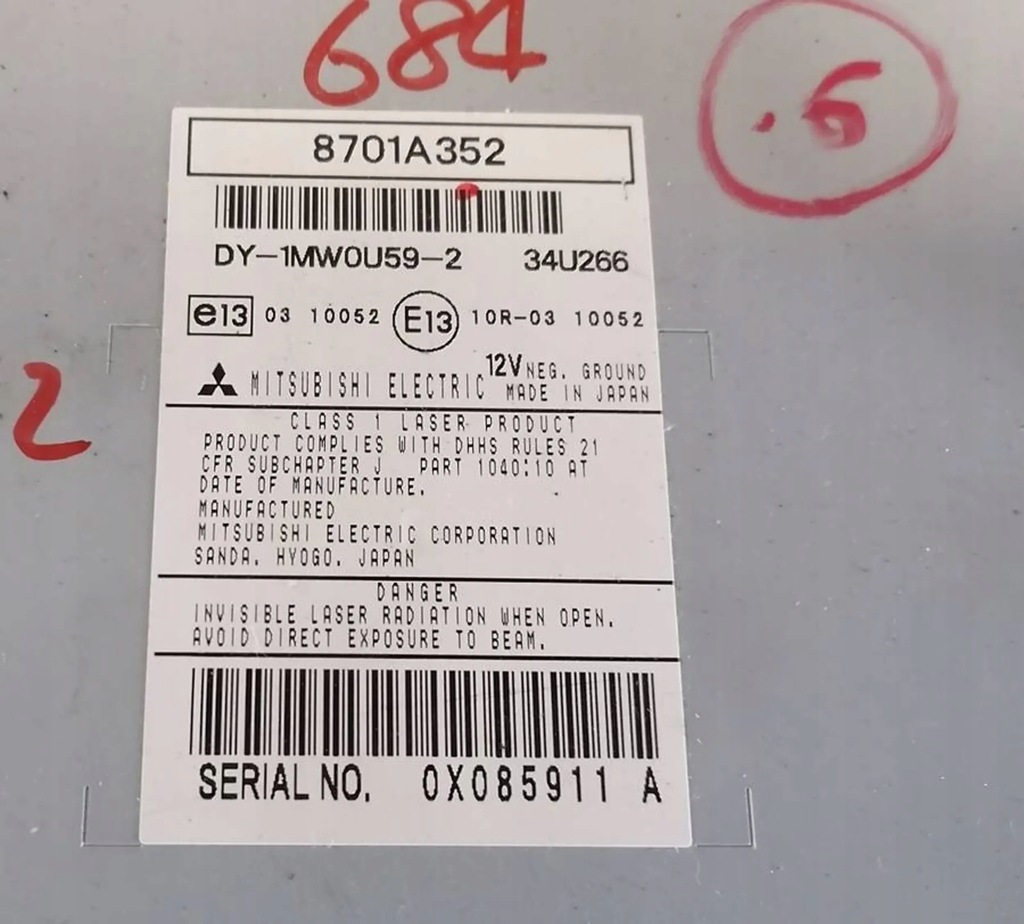 684
.6
8701A352
DY-1MW0U59-2 34U266
e13 03 10052 E13 10R-03 10052
MITSUBISHI ELECTRIC 12V NEG. GROUND
MADE IN JAPAN
2
CLASS 1 LASER PRODUCT
PRODUCT COMPLIES WITH DHHS RULES 21
CFR SUBCHAPTER J PART 1040:10 AT
DATE OF MANUFACTURE.
MANUFACTURED
MITSUBISHI ELECTRIC CORPORATION
SANDA. HYOGO. JAPAN
DANGER
INVISIBLE LASER RADIATION WHEN OPEN.
AVOID DIRECT EXPOSURE TO BEAM.
SERIAL NO. 0X085911 A